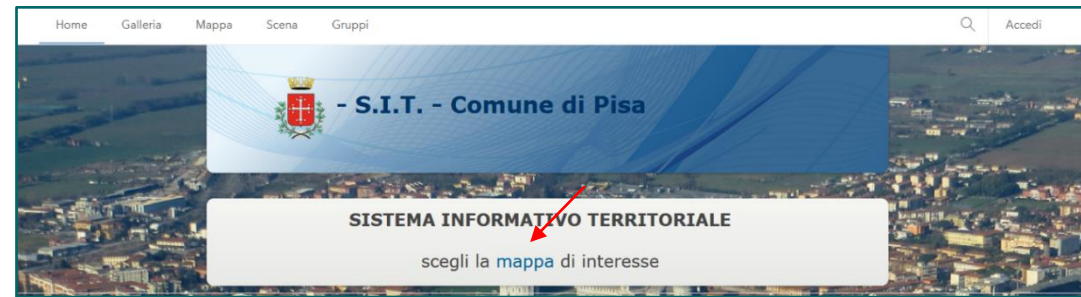 Home Galleria Mappa Scena Gruppi Accedi
- S.I.T. - Comune di Pisa
SISTEMA INFORMATIVO TERRITORIALE
scegli la mappa di interesse